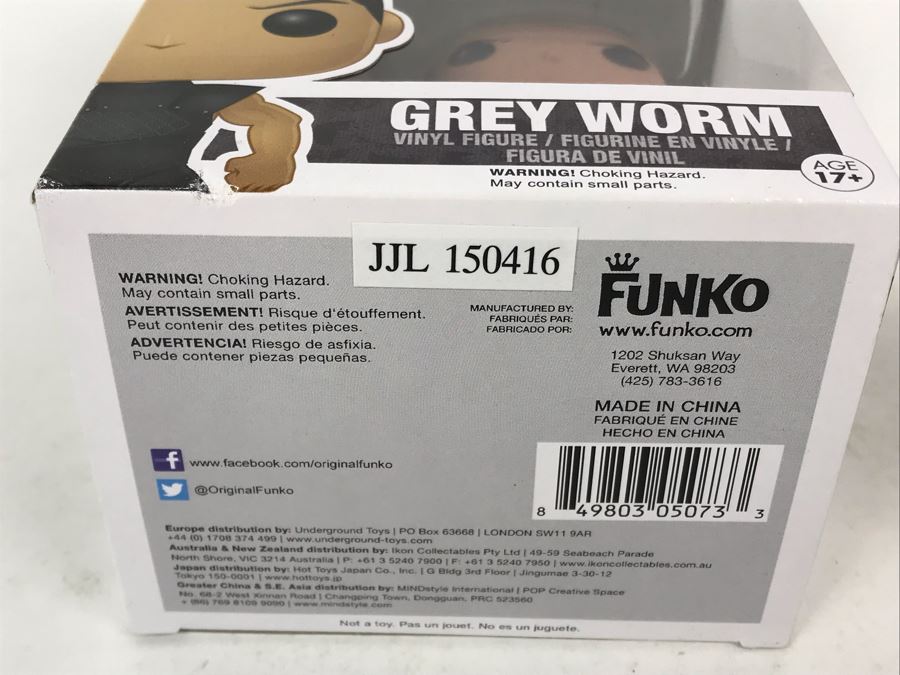 GREY WORM
VINYL FIGURE / FIGURINE EN VINYLE /
FIGURA DE VINIL
WARNING! Choking Hazard.
May contain small parts.
AGE
17+
JJL 150416
WARNING! Choking Hazard.
May contain small parts.
AVERTISSEMENT! Risque d'étouffement.
Peut contenir des petites pièces.
ADVERTENCIA! Riesgo de asfixia.
Puede contener piezas pequeñas.
MANUFACTURED BY:
FABRIQUÉS PAR:
FABRICADO POR:
FUNKO
www.funko.com
1202 Shuksan Way
Everett, WA 98203
(425) 783-3616
MADE IN CHINA
FABRIQUÉ EN CHINE
HECHO EN CHINA
8 49803 05073 3
f www.facebook.com/originalfunko
@OriginalFunko
Europe distribution by: Underground Toys | PO Box 63668 | LONDON SW11 9AR
+44 (0) 1708 374 499 | www.underground-toys.com
Australia & New Zealand distribution by: Ikon Collectables Pty Ltd | 49-59 Seabeach Parade
North Shore, VIC 3214 Australia | P: +61 3 5240 7900 | F: +61 3 5240 7950 | www.ikoncollectables.com.au
Japan distribution by: Hot Toys Japan Co., Inc. | G Bldg 3rd Floor | Jingumae 3-30-12
Tokyo 150-0001 | www.hottoys.jp
Greater China & S.E. Asia distribution by: MINDstyle International | POP Creative Space
No. 68-2 West Xinnan Road | Changping Town, Dongguan, PRC 523560
+ (86) 769 8109 9090 | www.mindstyle.com
Not a toy. Pas un jouet. No es un juguete.